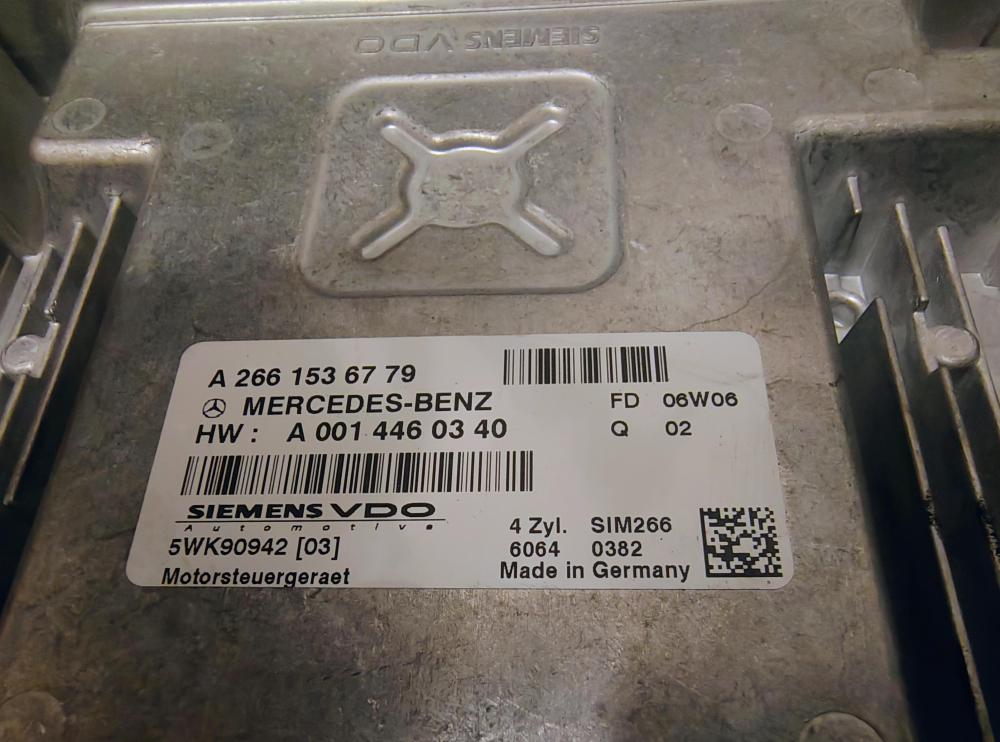 SIEMENS VDO
A 266 153 67 79
MERCEDES-BENZ
FD 06W06
HW : A 001 446 03 40
Q 02
SIEMENS VDO
Automotive
4 Zyl. SIM266
5WK90942 [03]
6064 0382
Motorsteuergeraet
Made in Germany